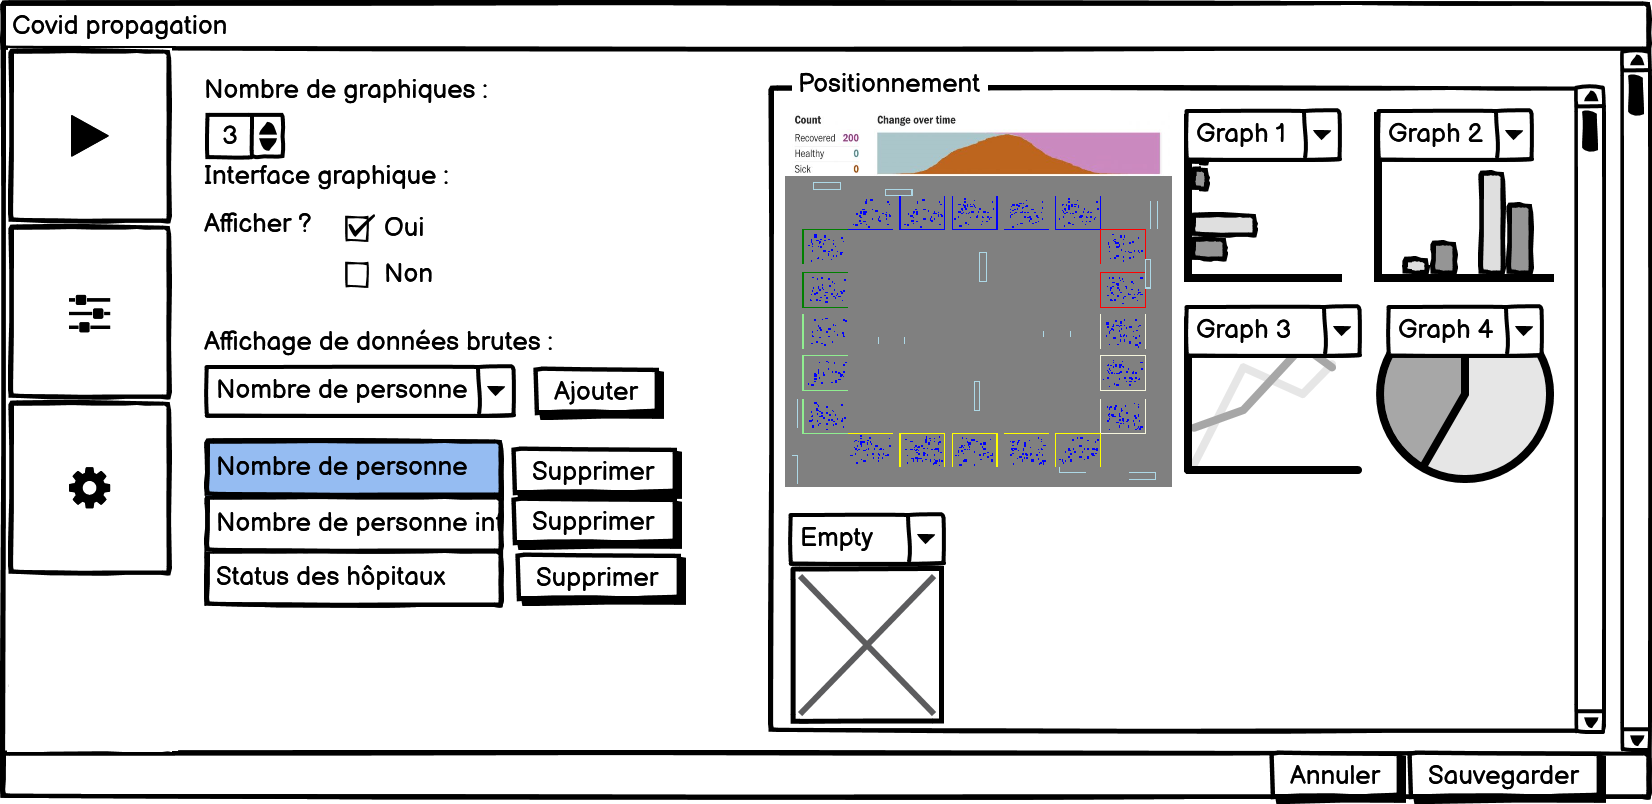 Covid propagation
Nombre de graphiques :
3
Interface graphique :
Afficher ?
Oui
Non
Affichage de données brutes :
Nombre de personne
Ajouter
Nombre de personne
Supprimer
Nombre de personne in
Supprimer
Status des hôpitaux
Supprimer
Positionnement
Count
Change over time
Recovered 200
Healthy 0
Sick 0
Graph 1
Graph 2
Graph 3
Graph 4
Empty
Annuler
Sauvegarder